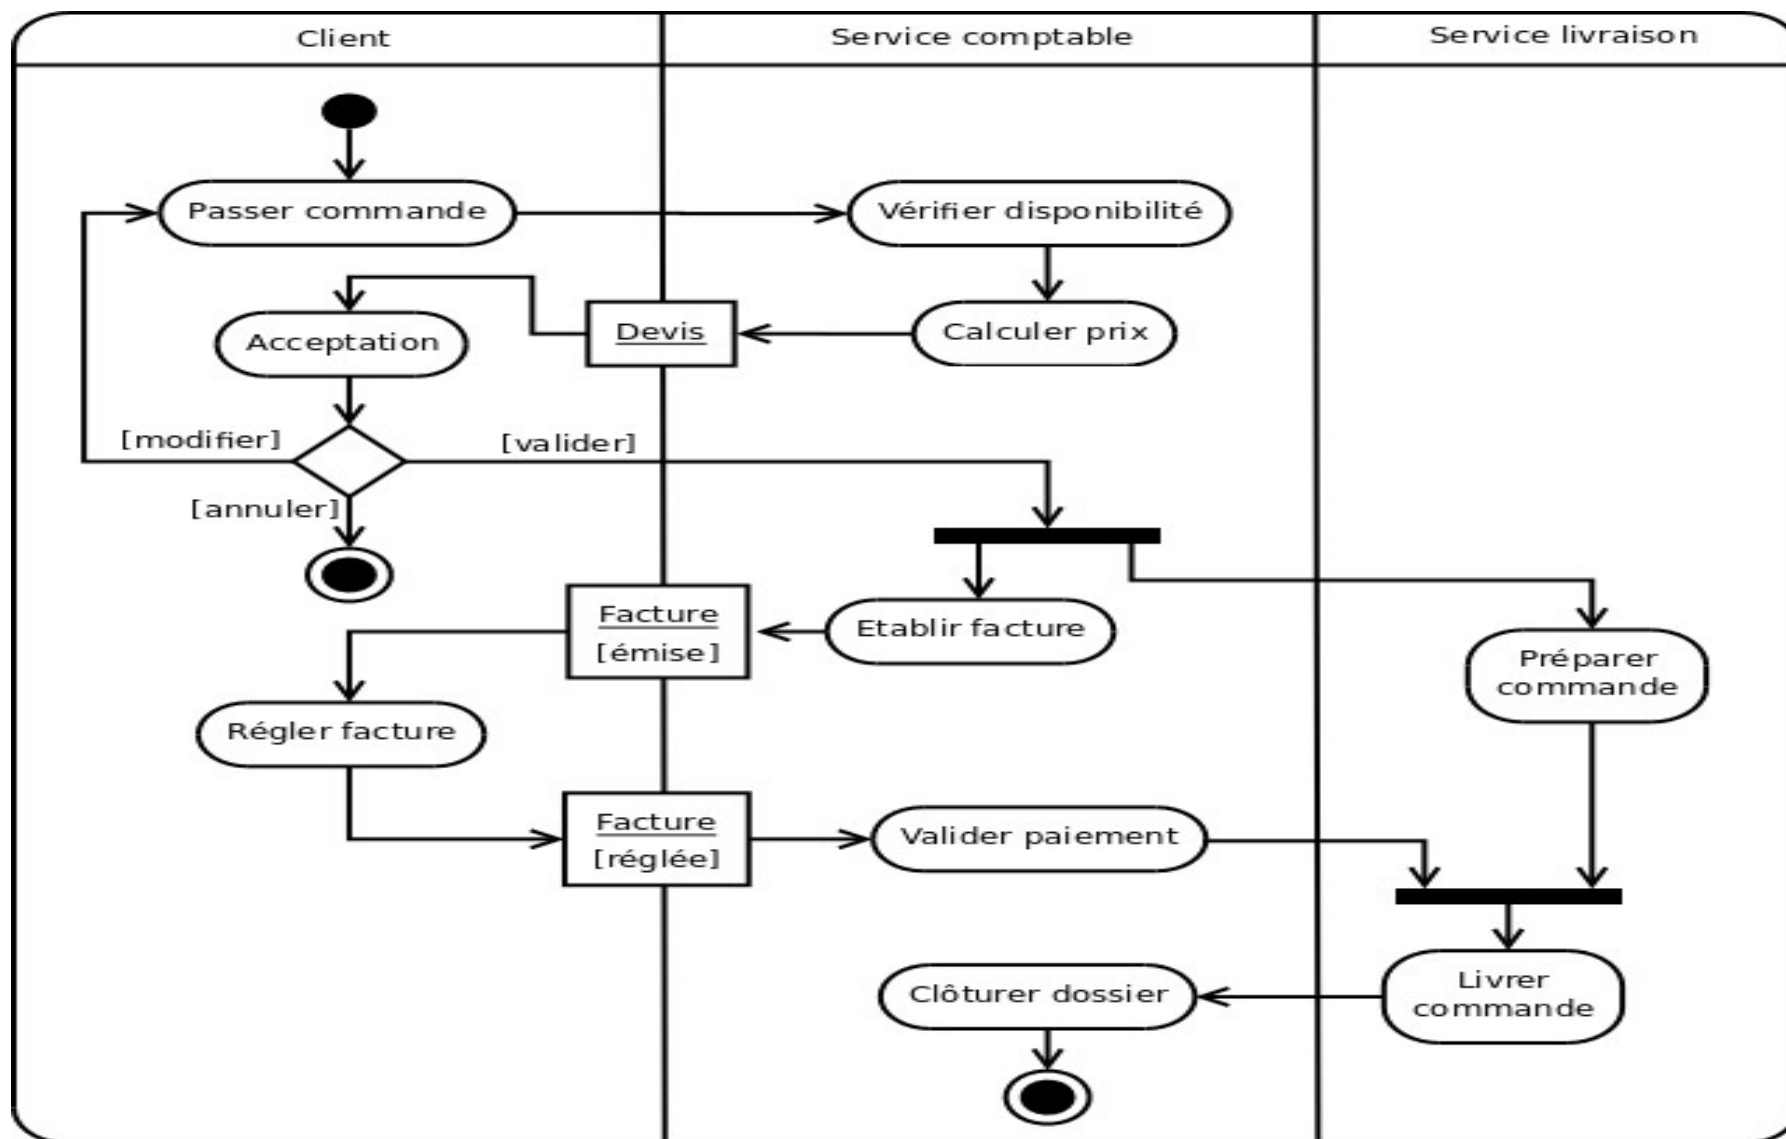 Client
Service comptable
Service livraison
Passer commande
Vérifier disponibilité
Acceptation
Devis
Calculer prix
[modifier]
[valider]
[annuler]
Facture
[émise]
Etablir facture
Préparer
commande
Régler facture
Facture
[réglée]
Valider paiement
Clôturer dossier
Livrer
commande